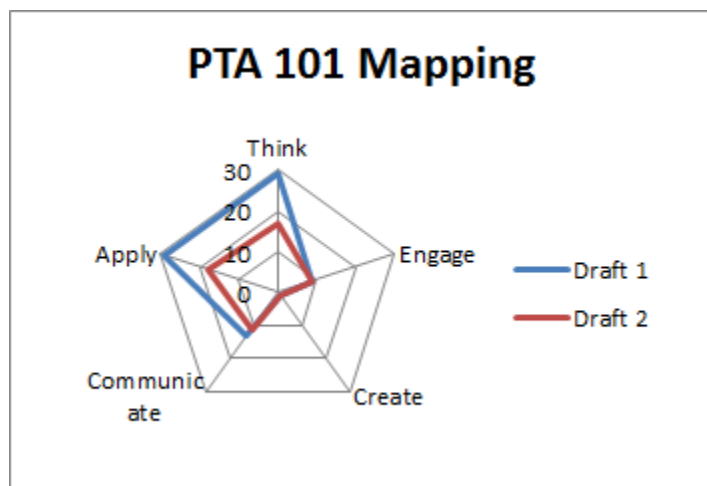 PTA 101 Mapping
Think
30
20
10
0
Apply
Engage
Communic
ate
Create
Draft 1
Draft 2